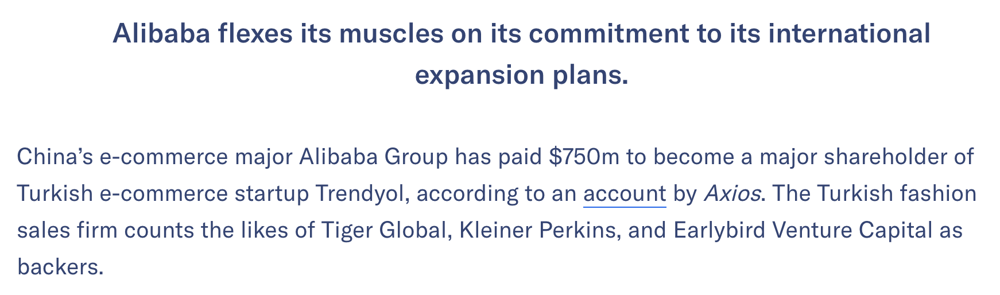 Alibaba flexes its muscles on its commitment to its international
expansion plans.
China’s e-commerce major Alibaba Group has paid $750m to become a major shareholder of
Turkish e-commerce startup Trendyol, according to an account by Axios. The Turkish fashion
sales firm counts the likes of Tiger Global, Kleiner Perkins, and Earlybird Venture Capital as
backers.